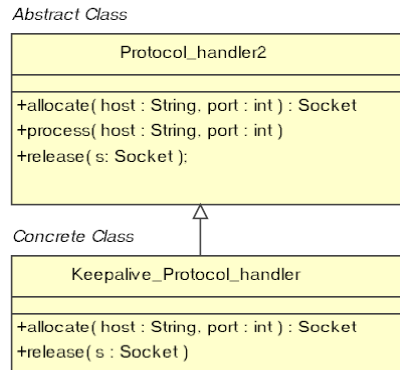 Abstract Class
Protocol_handler2
+allocate( host : String, port : int ) : Socket
+process( host : String, port : int )
+release( s: Socket ):
Concrete Class
Keepalive_Protocol_handler
+allocate( host : String, port : int ) : Socket
+release( s : Socket )